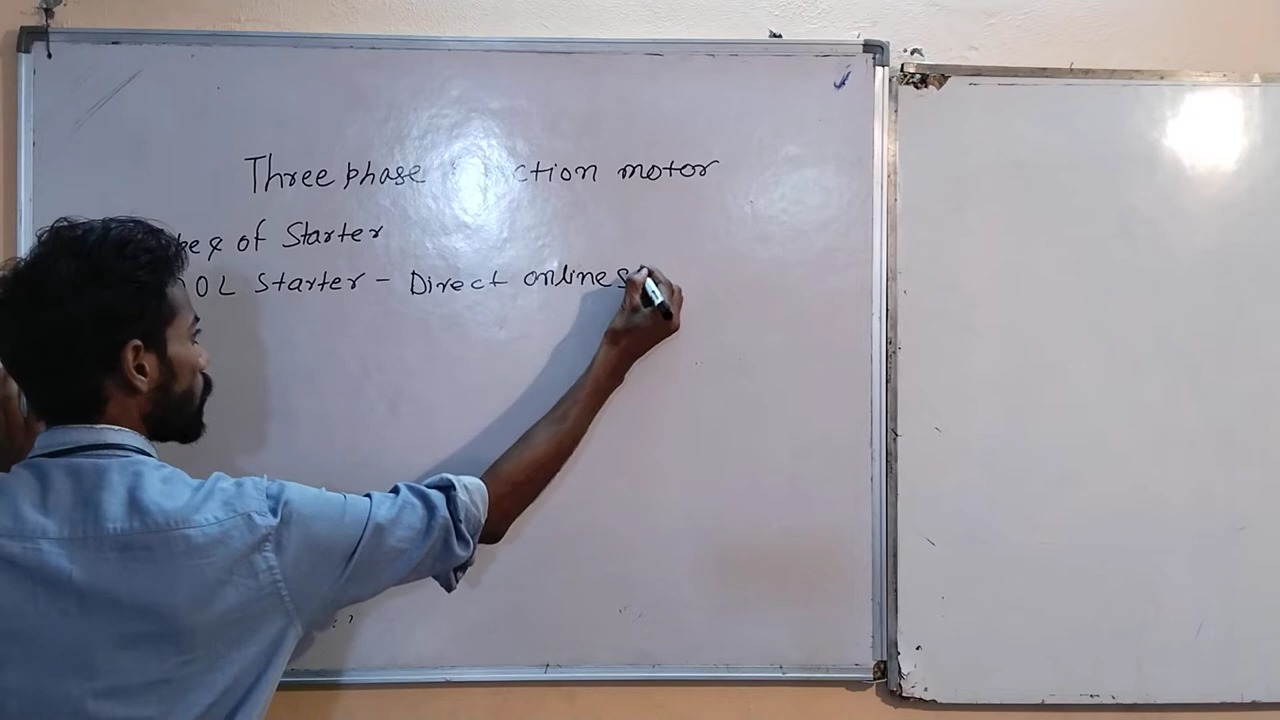 Three phase ction motor
of Starter
OL Starter - Direct online s